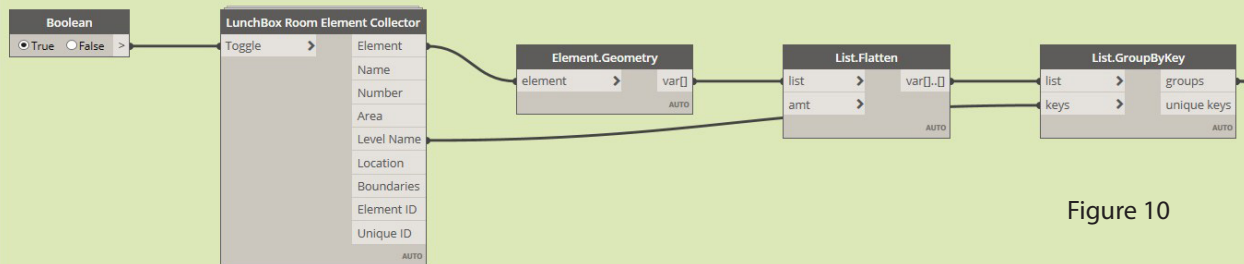 Boolean
True False >
LunchBox Room Element Collector
Toggle > Element
Name
Number
Area
Level Name
Location
Boundaries
Element ID
Unique ID
AUTO
Element.Geometry
element > var[]
AUTO
List.Flatten
list > var[]..[]
amt >
AUTO
List.GroupByKey
list > groups
keys > unique keys
AUTO
Figure 10